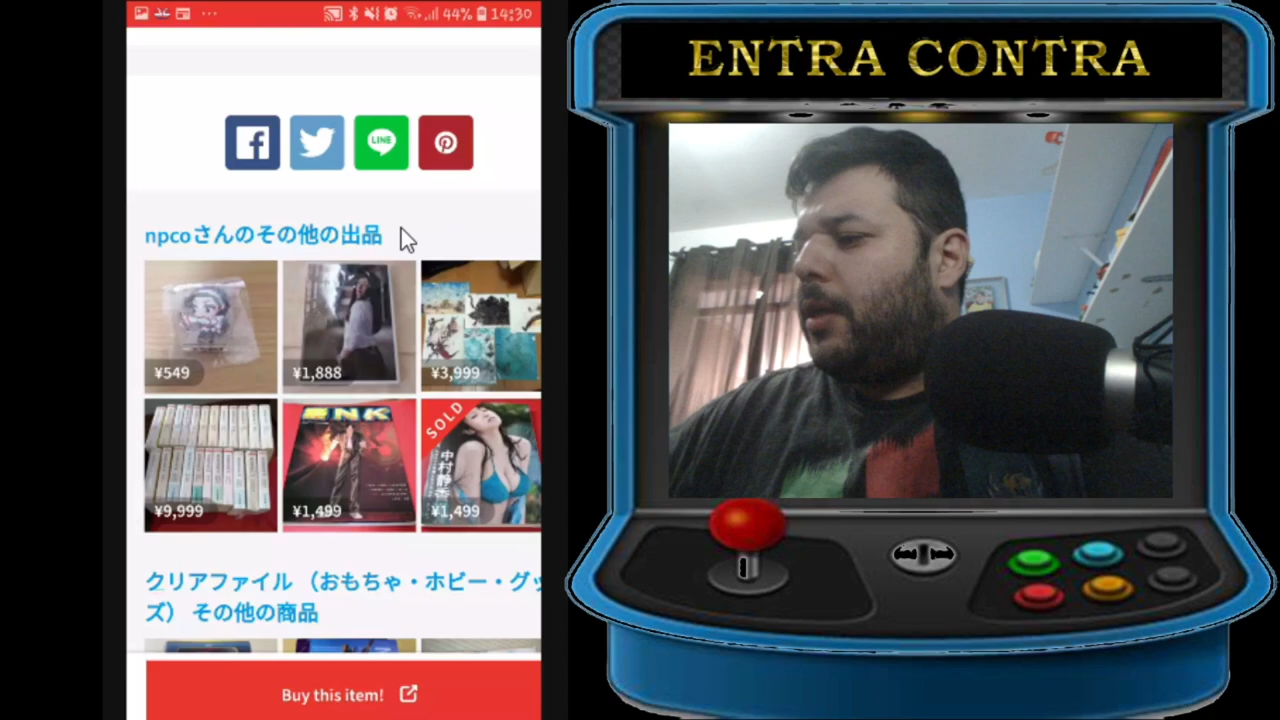 44% 14:30
ENTRA CONTRA
LINE
npcoさんのその他の出品
¥549
¥1,888
¥3,999
SNK
SOLD
中村静香
¥9,999
¥1,499
¥1,499
クリアファイル （おもちゃ・ホビー・グッ
ズ） その他の商品
Buy this item!